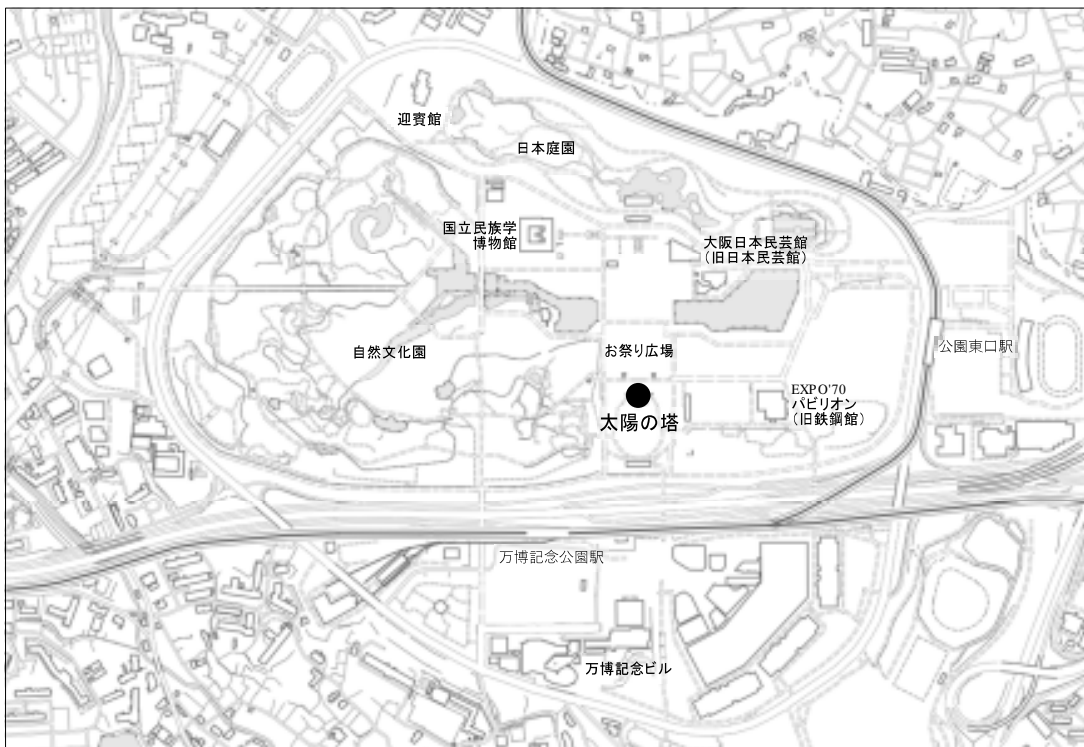 迎賓館
日本庭園
国立民族学
博物館
大阪日本民芸館
（旧日本民芸館）
自然文化園
お祭り広場
公園東口駅
EXPO'70
パビリオン
（旧鉄鋼館）
太陽の塔
万博記念公園駅
万博記念ビル